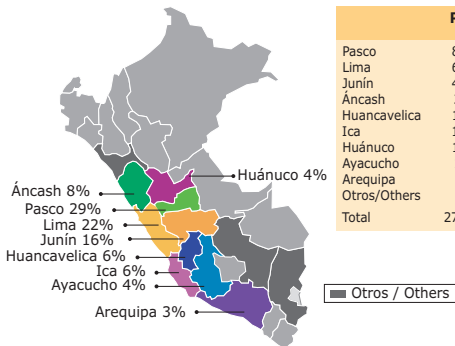 Huánuco 4%
Áncash 8%
Pasco 29%
Lima 22%
Junín 16%
Huancavelica 6%
Ica 6%
Ayacucho 4%
Arequipa 3%
Otros / Others
Pasco
Lima
Junín
Áncash
Huancavelica
Ica
Huánuco
Ayacucho
Arequipa
Otros/Others
Total